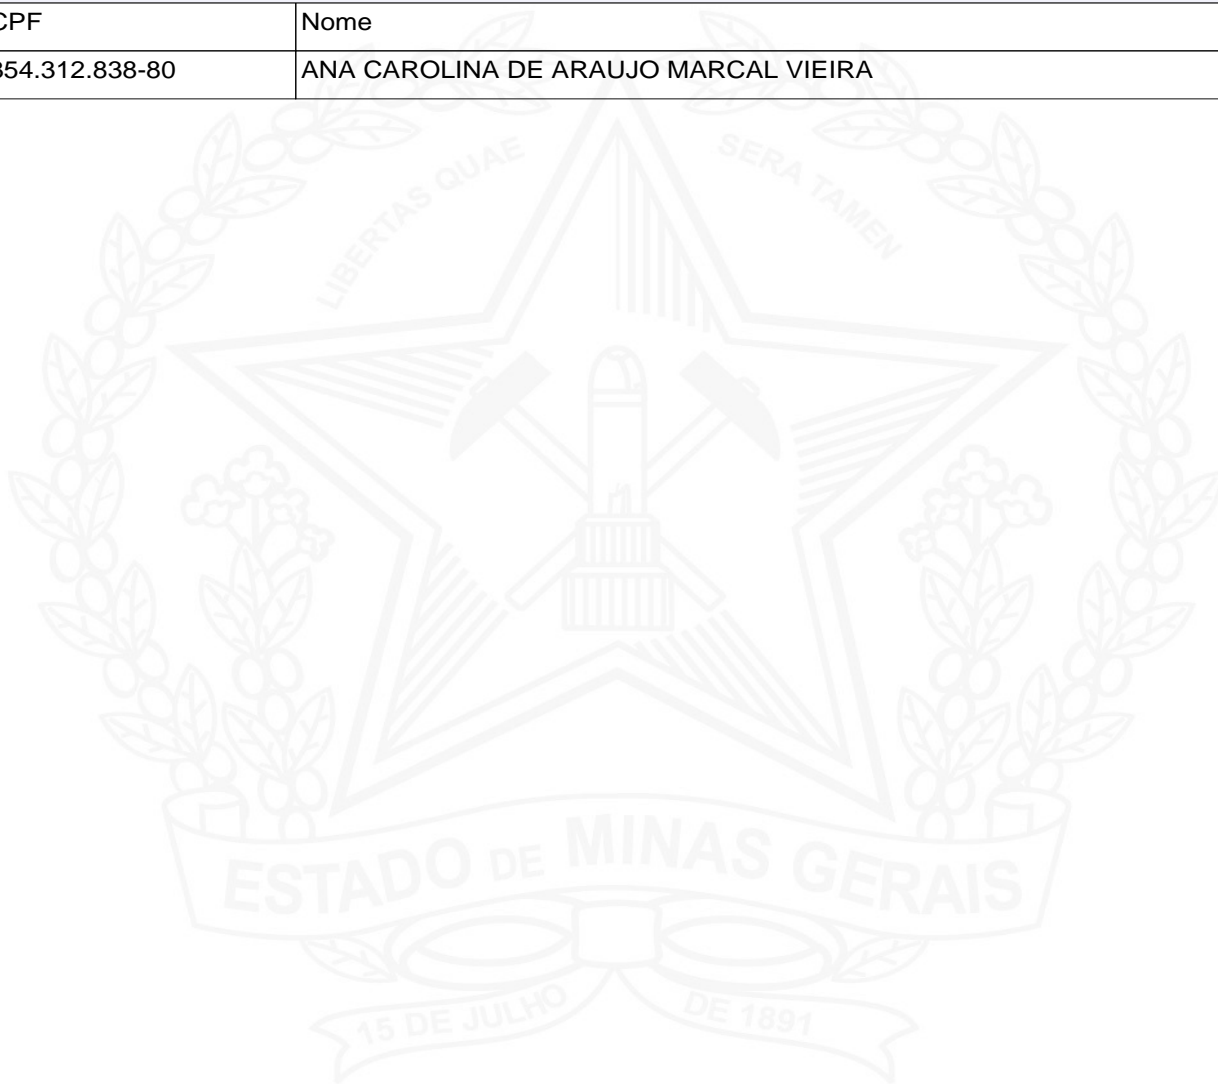 CPF Nome
354.312.838-80 ANA CAROLINA DE ARAUJO MARCAL VIEIRA
LIBERTAS QUAE SERA TAMEN
ESTADO DE MINAS GERAIS
15 DE JULHO DE 1891